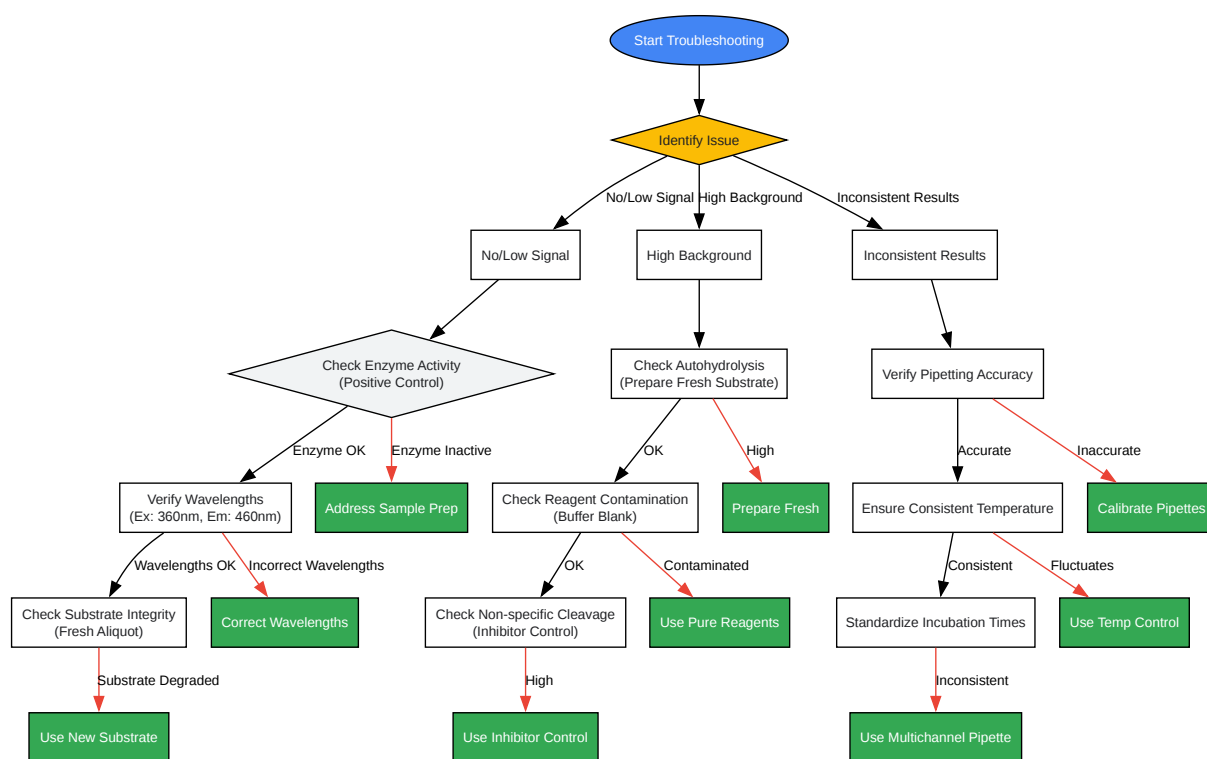 Start Troubleshooting
Identify Issue
No/Low Signal
High Background
Inconsistent Results
No/Low Signal
High Background
Inconsistent Results
Check Enzyme Activity
(Positive Control)
Check Autohydrolysis
(Prepare Fresh Substrate)
Verify Pipetting Accuracy
Enzyme OK
Enzyme Inactive
OK
High
Accurate
Inaccurate
Verify Wavelengths
(Ex: 360nm, Em: 460nm)
Address Sample Prep
Check Reagent Contamination
(Buffer Blank)
Prepare Fresh
Ensure Consistent Temperature
Calibrate Pipettes
Wavelengths OK
Incorrect Wavelengths
OK
Contaminated
Consistent
Fluctuates
Check Substrate Integrity
(Fresh Aliquot)
Correct Wavelengths
Check Non-specific Cleavage
(Inhibitor Control)
Use Pure Reagents
Standardize Incubation Times
Use Temp Control
Substrate Degraded
High
Inconsistent
Use New Substrate
Use Inhibitor Control
Use Multichannel Pipette